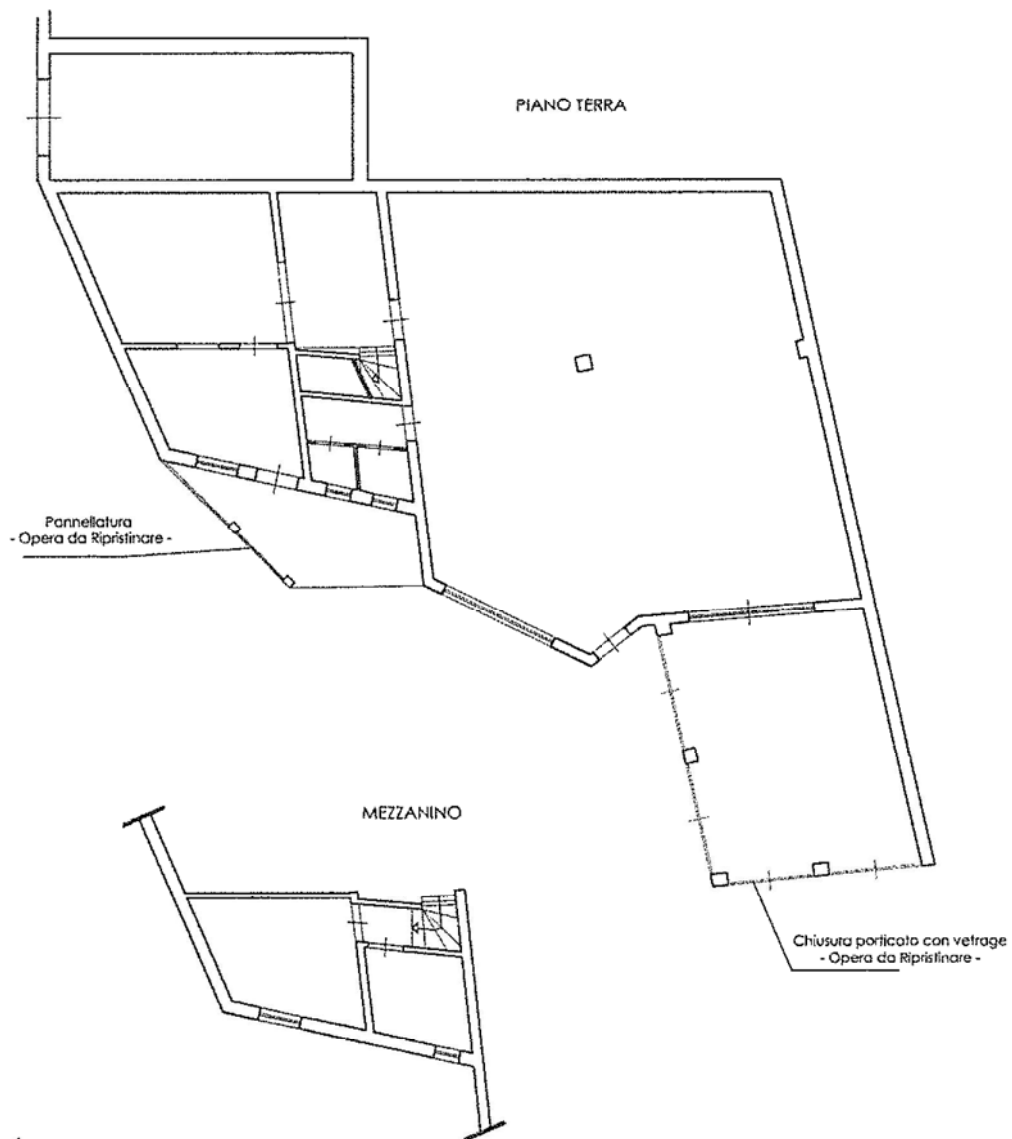 PIANO TERRA
Pannellatura
- Opera da Ripristinare -
MEZZANINO
Chiusura porticato con vetrage
- Opera da Ripristinare -